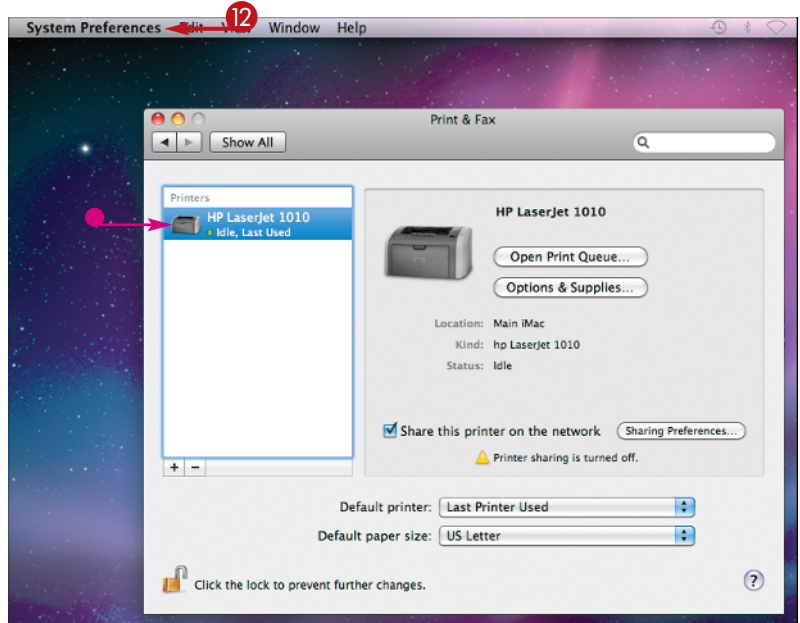 System Preferences Edit View Window Help
12
Print & Fax
Show All
Printers
HP LaserJet 1010
Idle, Last Used
HP LaserJet 1010
Open Print Queue...
Options & Supplies...
Location: Main iMac
Kind: hp LaserJet 1010
Status: Idle
Share this printer on the network
Sharing Preferences...
Printer sharing is turned off.
+ −
Default printer: Last Printer Used
Default paper size: US Letter
Click the lock to prevent further changes.
?